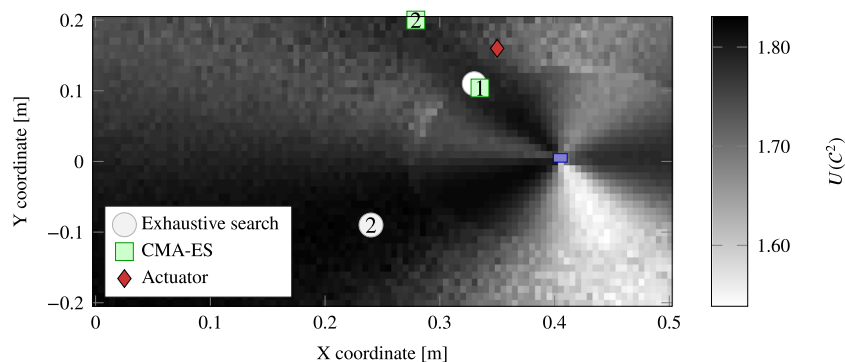 0.2
0.1
0
−0.1
−0.2
Y coordinate [m]
2
1
2
Exhaustive search
CMA-ES
Actuator
0
0.1
0.2
0.3
0.4
0.5
X coordinate [m]
1.80
1.70
1.60
U(C²)